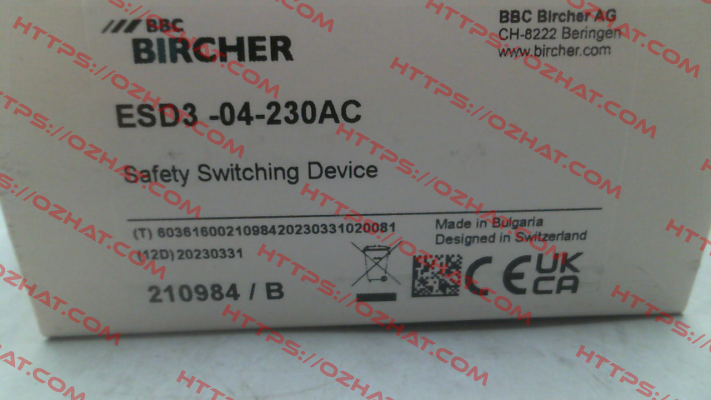 BBC
BIRCHER
BBC Bircher AG
CH-8222 Beringen
www.bircher.com
ESD3 -04-230AC
Safety Switching Device
(T) 6036160021098420230331020081
(12D) 20230331
210984 / B
Made in Bulgaria
Designed in Switzerland
CE
UK
CA
HTTPS://OZHAT.COM